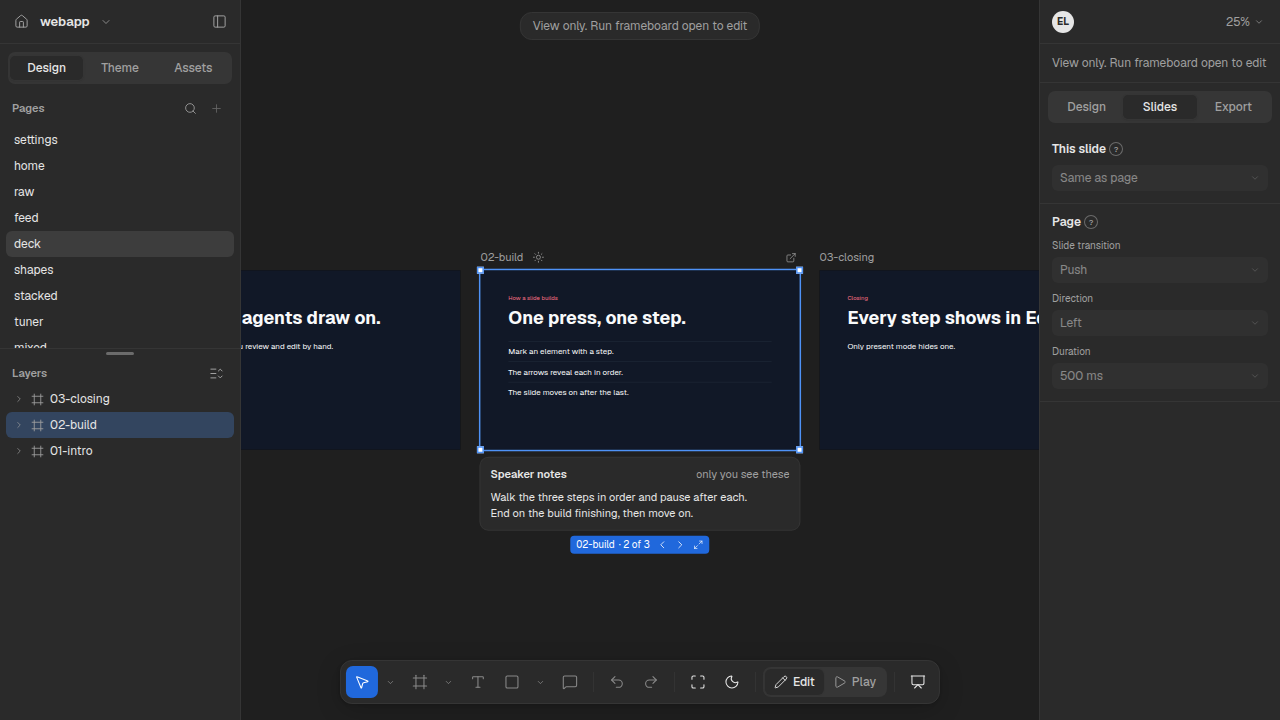 webapp
Design
Theme
Assets
Pages
settings
home
raw
feed
deck
shapes
stacked
tuner
mixed
Layers
03-closing
02-build
01-intro
View only. Run frameboard open to edit
agents draw on.
review and edit by hand.
02-build
How a slide builds
One press, one step.
Mark an element with a step.
The arrows reveal each in order.
The slide moves on after the last.
03-closing
Closing
Every step shows in
Only present mode hides one.
Speaker notes
only you see these
Walk the three steps in order and pause after each.
End on the build finishing, then move on.
02-build · 2 of 3
Edit
Play
EL
25%
View only. Run frameboard open to edit
Design
Slides
Export
This slide
?
Same as page
Page
?
Slide transition
Push
Direction
Left
Duration
500 ms